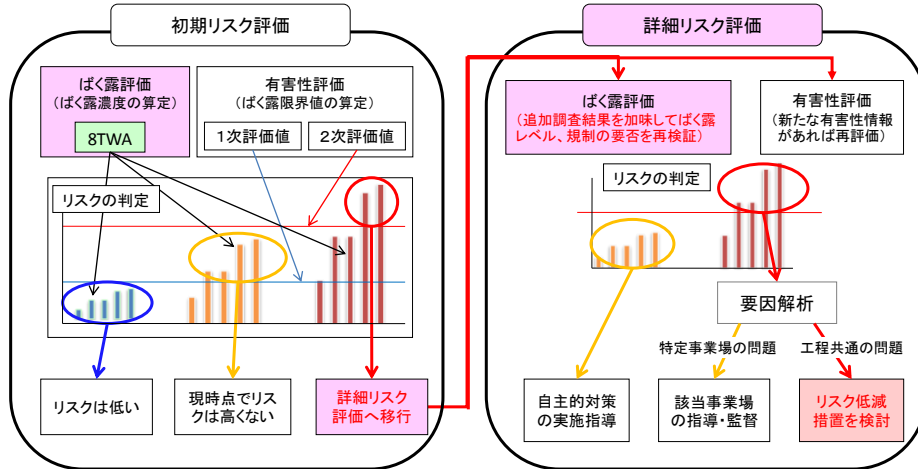 初期リスク評価
ばく露評価
(ばく露濃度の算定)
8TWA
有害性評価
(ばく露限界値の算定)
1次評価値
2次評価値
リスクの判定
リスクは低い
現時点でリスク
は高くない
詳細リスク
評価へ移行
詳細リスク評価
ばく露評価
(追加調査結果を加味してばく露
レベル、規制の要否を再検証)
有害性評価
(新たな有害性情報
があれば再評価)
リスクの判定
要因解析
特定事業場の問題
工程共通の問題
自主的対策
の実施指導
該当事業場
の指導・監督
リスク低減
措置を検討